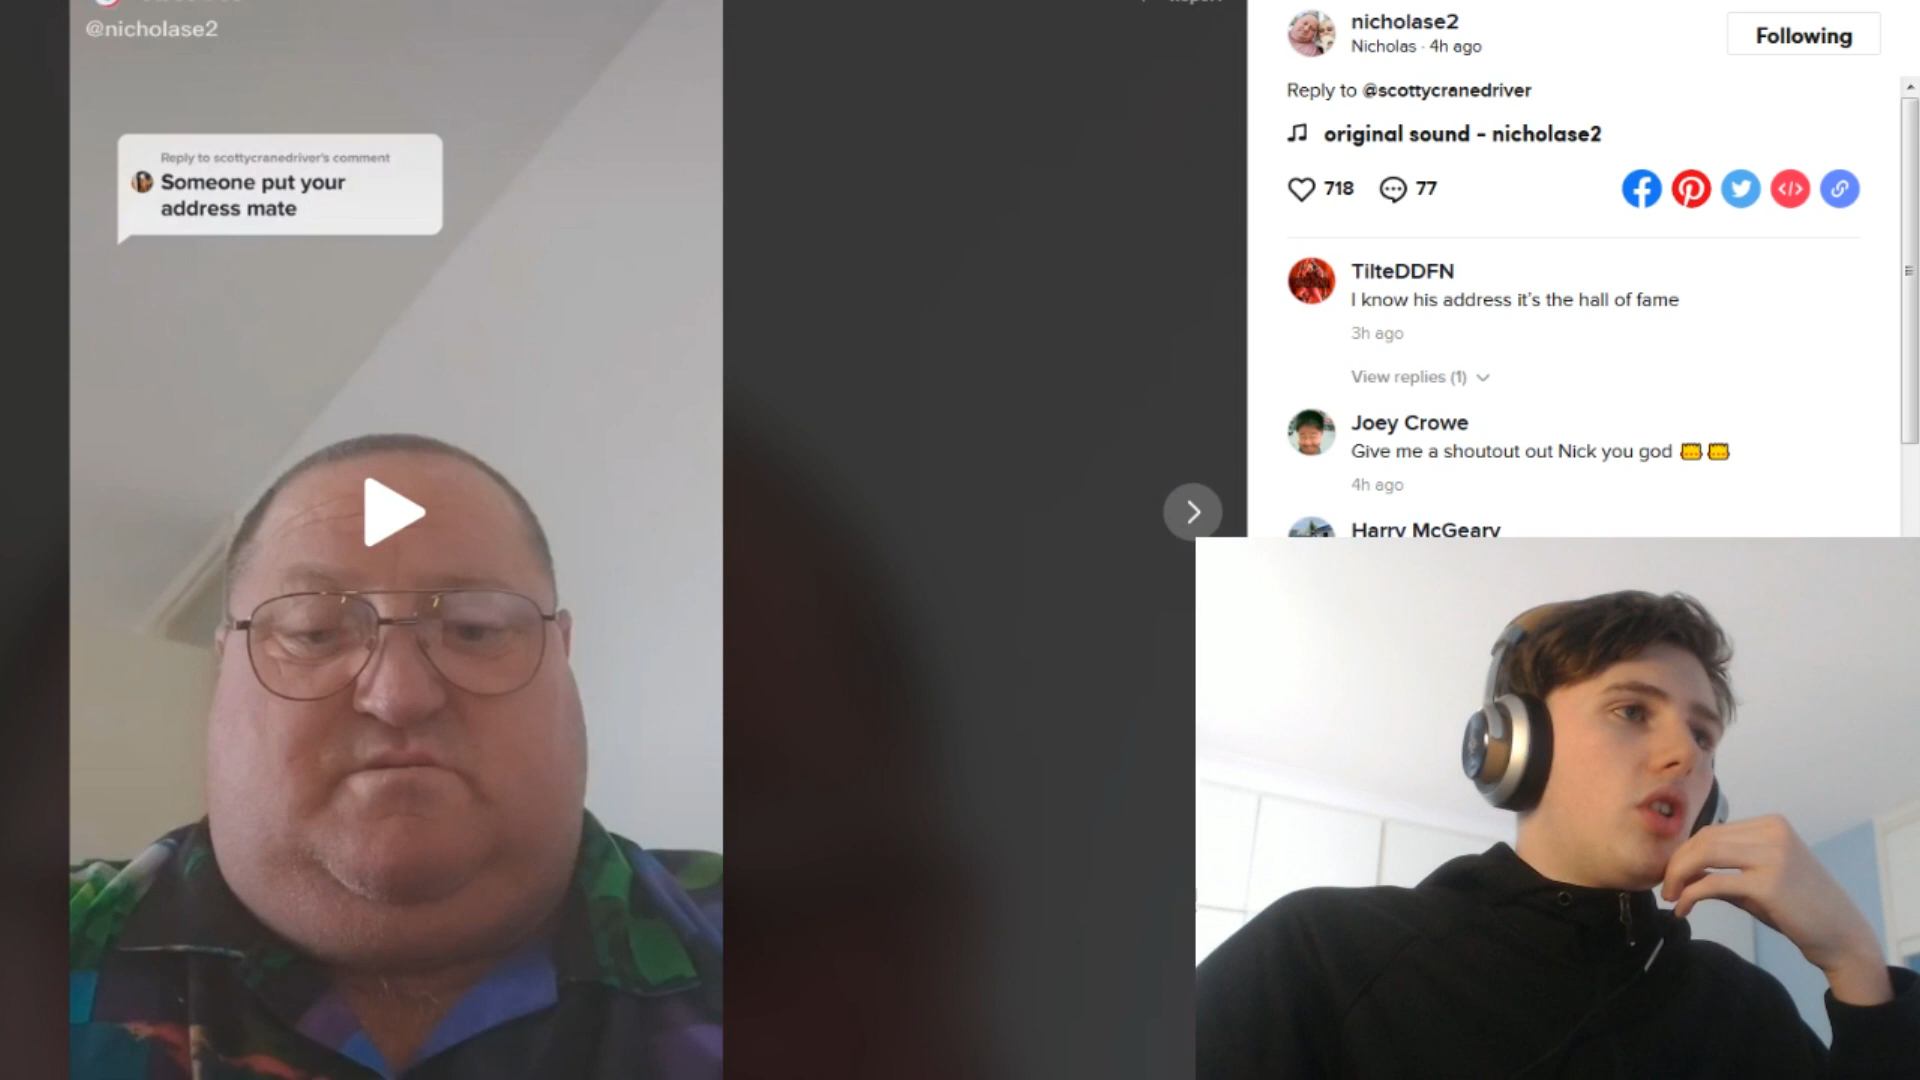 @nicholase2
Reply to scottycranedriver's comment
Someone put your
address mate
nicholase2
Nicholas · 4h ago
Following
Reply to @scottycranedriver
original sound - nicholase2
718
77
TilteDDFN
I know his address it's the hall of fame
3h ago
View replies (1)
Joey Crowe
Give me a shoutout out Nick you god
4h ago
Harry McGeary